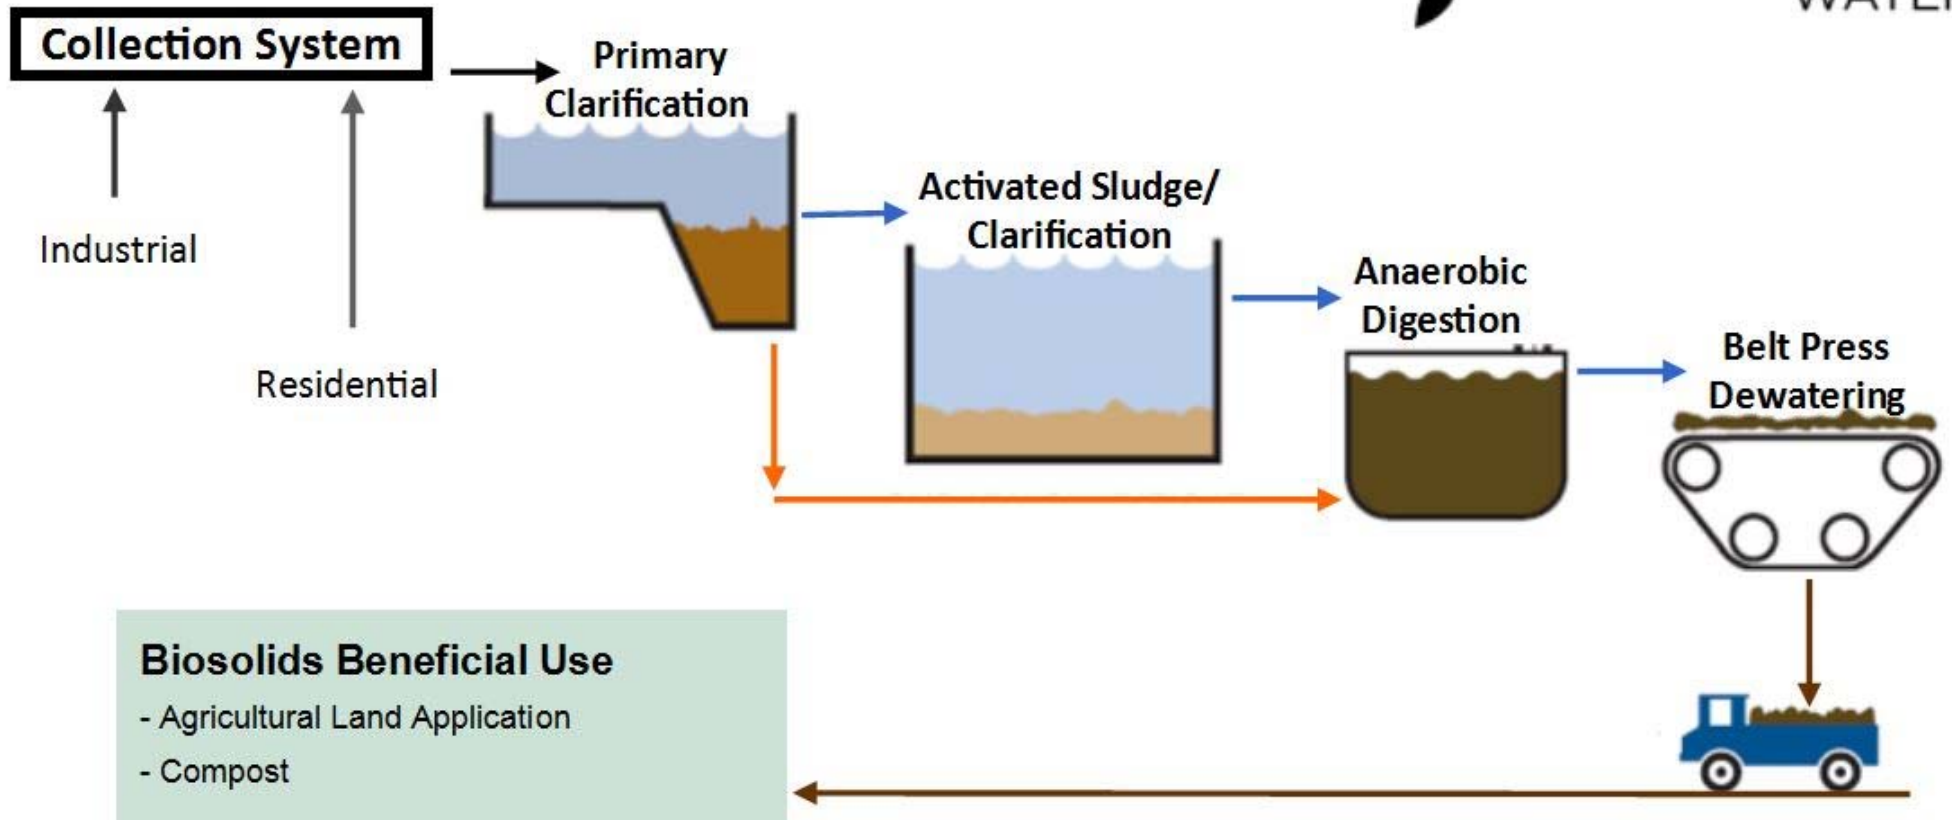 WATER
Collection System
Primary
Clarification
Activated Sludge/
Clarification
Industrial
Anaerobic
Digestion
Residential
Belt Press
Dewatering
Biosolids Beneficial Use
- Agricultural Land Application
- Compost